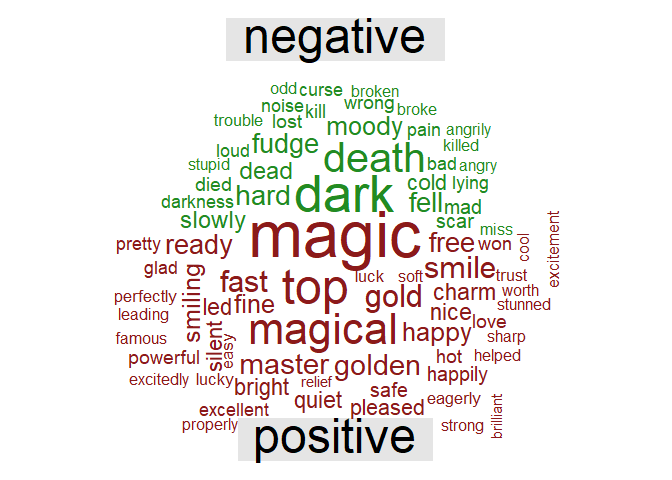 negative
odd curse broken
noise kill wrong broke
trouble lost moody pain angrily
loud fudge death killed
stupid dead bad angry
died hard dark cold lying
darkness fell mad
slowly scar miss
magic
pretty ready free won cool excitement
glad luck soft smile trust
smiling fast top gold charm worth
perfectly led fine nice stunned
leading love
famous silent easy magical happy sharp
powerful master golden hot helped
excitedly lucky bright relief safe happily
quiet pleased eagerly
excellent brilliant
properly strong
positive